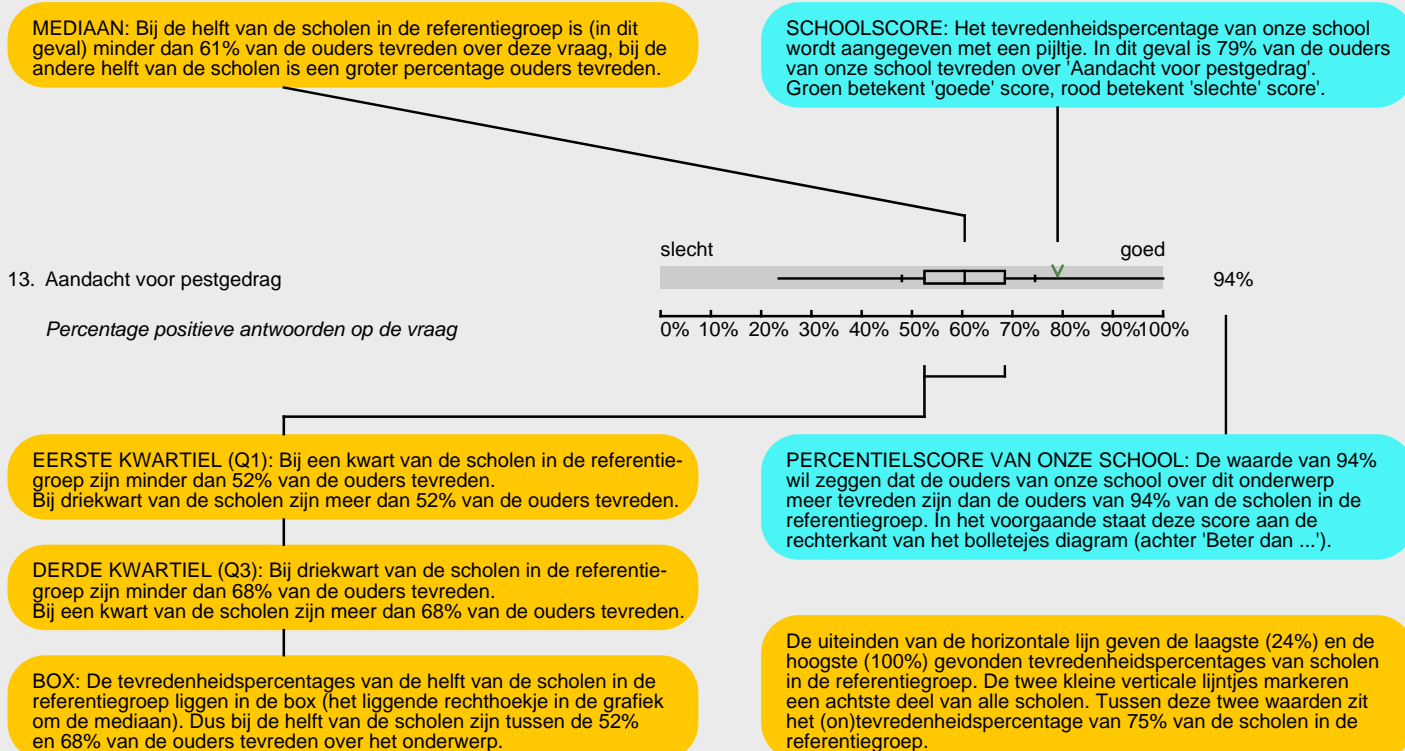 MEDIAAN: Bij de helft van de scholen in de referentiegroep is (in dit
geval) minder dan 61% van de ouders tevreden over deze vraag, bij de
andere helft van de scholen is een groter percentage ouders tevreden.
SCHOOLSCORE: Het tevredenheidspercentage van onze school
wordt aangegeven met een pijltje. In dit geval is 79% van de ouders
van onze school tevreden over 'Aandacht voor pestgedrag'.
Groen betekent 'goede' score, rood betekent 'slechte' score'.
slecht goed
13. Aandacht voor pestgedrag 94%
Percentage positieve antwoorden op de vraag
0% 10% 20% 30% 40% 50% 60% 70% 80% 90%100%
EERSTE KWARTIEL (Q1): Bij een kwart van de scholen in de referentie-
groep zijn minder dan 52% van de ouders tevreden.
Bij driekwart van de scholen zijn meer dan 52% van de ouders tevreden.
DERDE KWARTIEL (Q3): Bij driekwart van de scholen in de referentie-
groep zijn minder dan 68% van de ouders tevreden.
Bij een kwart van de scholen zijn meer dan 68% van de ouders tevreden.
BOX: De tevredenheidspercentages van de helft van de scholen in de
referentiegroep liggen in de box (het liggende rechthoekje in de grafiek
om de mediaan). Dus bij de helft van de scholen zijn tussen de 52%
en 68% van de ouders tevreden over het onderwerp.
PERCENTIELSCORE VAN ONZE SCHOOL: De waarde van 94%
wil zeggen dat de ouders van onze school over dit onderwerp
meer tevreden zijn dan de ouders van 94% van de scholen in de
referentiegroep. In het voorgaande staat deze score aan de
rechterkant van het bolletejes diagram (achter 'Beter dan ...').
De uiteinden van de horizontale lijn geven de laagste (24%) en de
hoogste (100%) gevonden tevredenheidspercentages van scholen
in de referentiegroep. De twee kleine verticale lijntjes markeren
een achtste deel van alle scholen. Tussen deze twee waarden zit
het (on)tevredenheidspercentage van 75% van de scholen in de
referentiegroep.